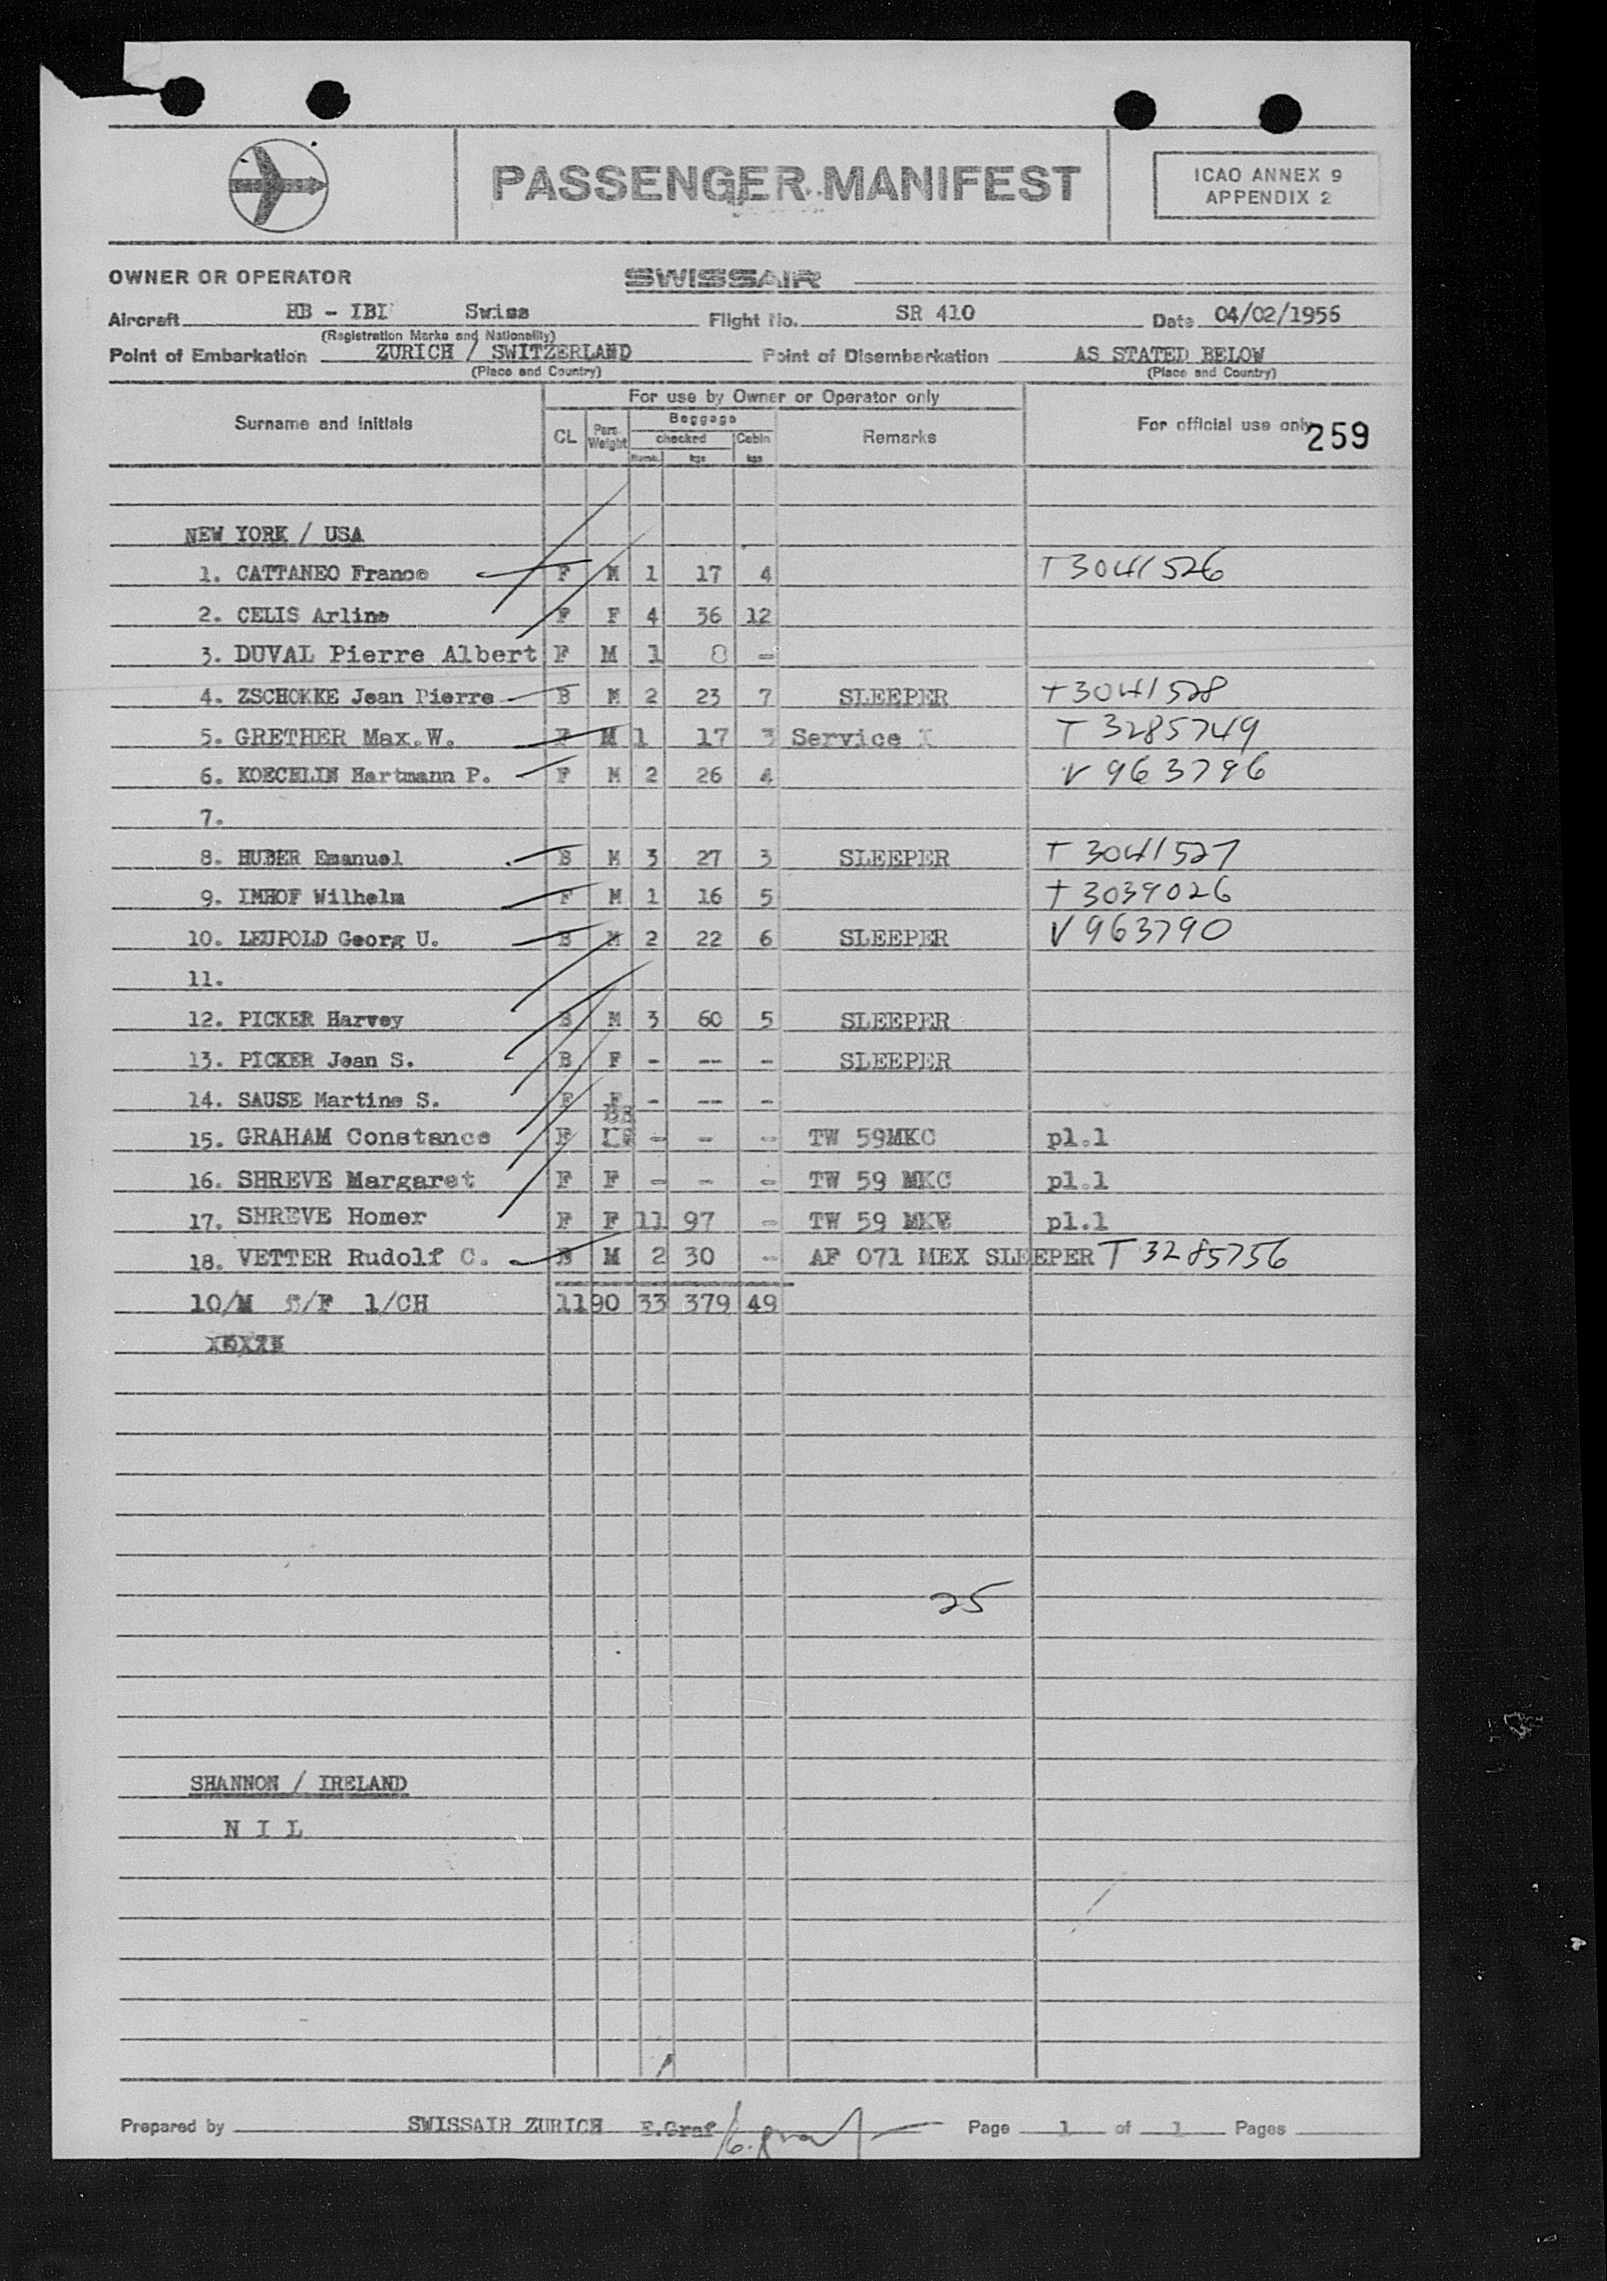 PASSENGER MANIFEST
ICAO ANNEX 9
APPENDIX 2
OWNER OR OPERATOR SWISSAIR
Aircraft HB - IBI Swiss Flight No. SR 410 Date 04/02/1956
(Registration Marks and Nationality)
Point of Embarkation ZURICH / SWITZERLAND Point of Disembarkation AS STATED BELOW
(Place and Country) (Place and Country)
For use by Owner or Operator only
Surname and initials CL Pers. Weight Baggage checked Numb. kgs Cabin kgs Remarks For official use only
259
NEW YORK / USA
1. CATTANEO Franco F M 1 17 4 T3041526
2. CELIS Arline F F 4 36 12
3. DUVAL Pierre Albert F M 1 8 -
4. ZSCHOKKE Jean Pierre B M 2 23 7 SLEEPER T3041528
5. GRETHER Max.W. F M 1 17 3 Service T 3285749
6. KOECHLIN Hartmann P. F M 2 26 4 V 963796
7.
8. HUBER Emanuel B M 3 27 3 SLEEPER T 3041527
9. IMHOF Wilhelm F M 1 16 5 T 3039026
10. LEUPOLD Georg U. B M 2 22 6 SLEEPER V 963790
11.
12. PICKER Harvey B M 3 60 5 SLEEPER
13. PICKER Jean S. B F - -- - SLEEPER
14. SAUSE Martine S. F F - -- -
15. GRAHAM Constance F - - - TW 59MKC pl.1
16. SHREVE Margaret F F - - - TW 59 MKC pl.1
17. SHREVE Homer F F 11 97 - TW 59 pl.1
18. VETTER Rudolf C. B M 2 30 -- AF 071 MEX SLEEPER T 3285756
10/M 5/F 1/CH 1190 33 379 49
25
SHANNON / IRELAND
N I L
Prepared by SWISSAIR ZURICH E.Graf E. Graf Page 1 of 1 Pages